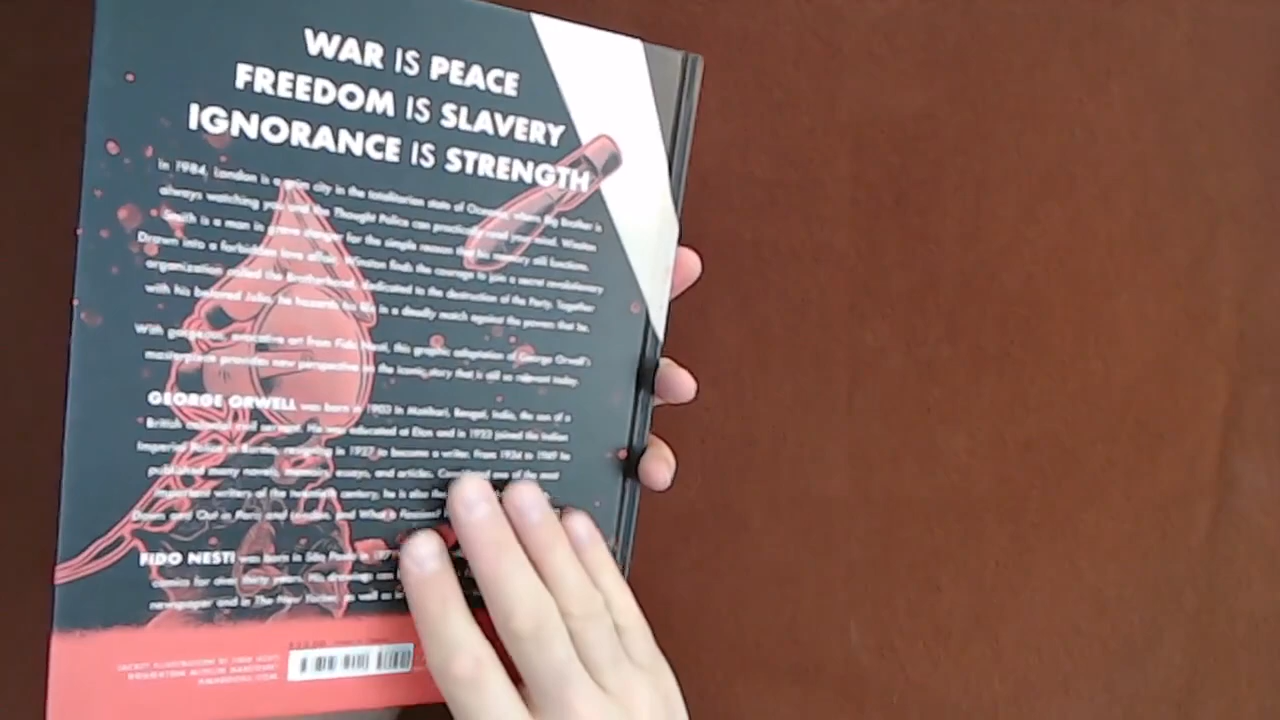 WAR IS PEACE
FREEDOM IS SLAVERY
IGNORANCE IS STRENGTH
In 1984, London is a grim city in the totalitarian state of Oceania, where Big Brother is
always watching you and the Thought Police can practically read your mind. Winston
Smith is a man in grave danger for the simple reason that his memory still functions.
Drawn into a forbidden love affair, Winston finds the courage to join a secret revolutionary
organization called the Brotherhood, dedicated to the destruction of the Party. Together
with his beloved Julia, he hazards his life in a deadly match against the powers that be.
With gorgeous, evocative art from Fido Nesti, this graphic adaptation of George Orwell's
masterpiece provides new perspective on the iconic story that is still so relevant today.
GEORGE ORWELL was born in 1903 in Motihari, Bengal, India, the son of a
British colonial civil servant. He was educated at Eton and in 1922 joined the Indian
Imperial Police in Burma, resigning in 1927 to become a writer. From 1934 to 1949 he
published many novels, memoirs, essays, and articles. Considered one of the most
important writers of the twentieth century, he is also the
Down and Out in Paris and London, and What Is Fascism?
FIDO NESTI was born in São Paulo in 1971
comics for over thirty years. His drawings can
newspaper and in The New Yorker, as well as